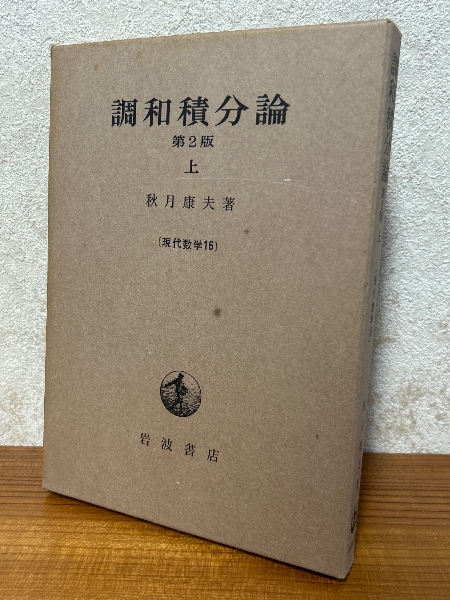 調和積分論
第2版
上
秋月康夫著
〔現代数学16〕
岩波書店